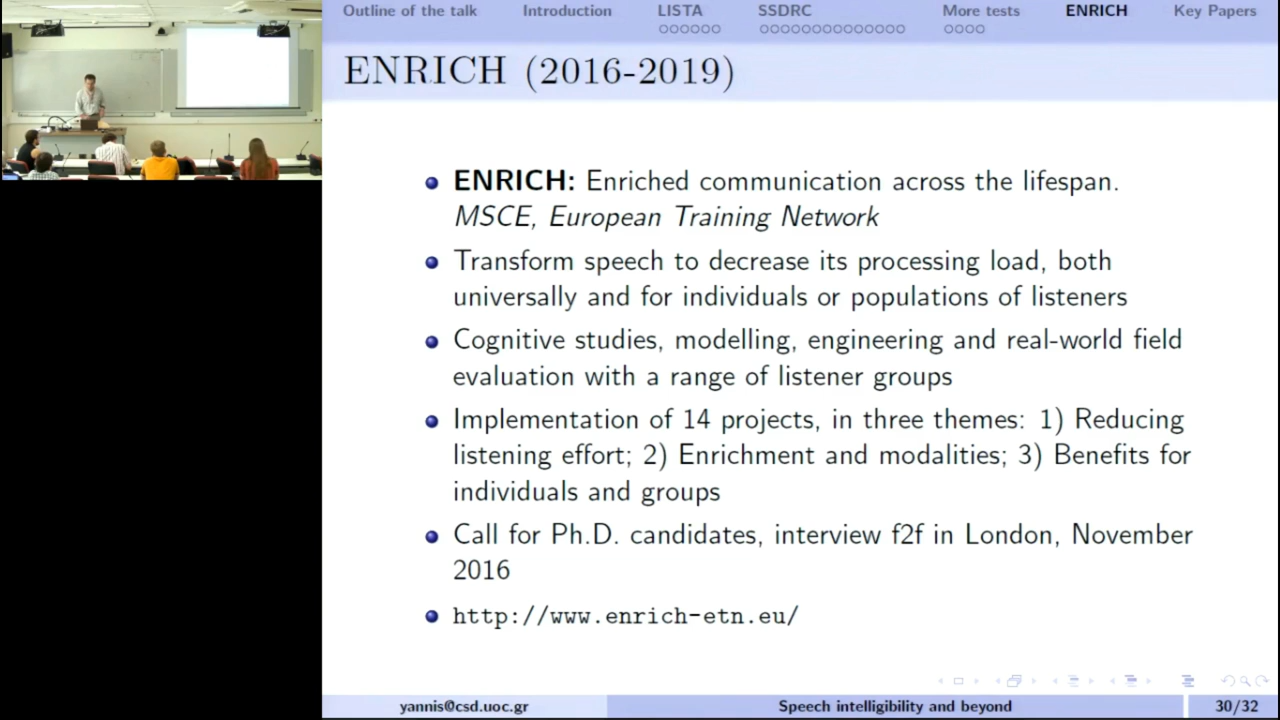 Outline of the talk Introduction LISTA SSDRC More tests ENRICH Key Papers
ENRICH (2016-2019)
ENRICH: Enriched communication across the lifespan.
MSCE, European Training Network
Transform speech to decrease its processing load, both
universally and for individuals or populations of listeners
Cognitive studies, modelling, engineering and real-world field
evaluation with a range of listener groups
Implementation of 14 projects, in three themes: 1) Reducing
listening effort; 2) Enrichment and modalities; 3) Benefits for
individuals and groups
Call for Ph.D. candidates, interview f2f in London, November
2016
http://www.enrich-etn.eu/
yannis@csd.uoc.gr Speech intelligibility and beyond 30/32